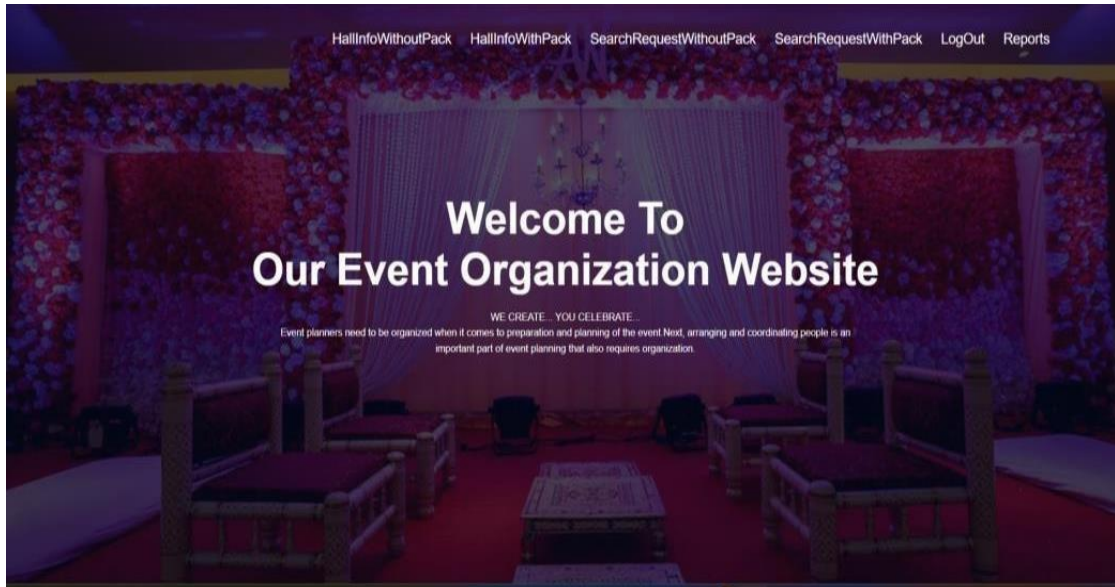 HallInfoWithoutPack HallInfoWithPack SearchRequestWithoutPack SearchRequestWithPack LogOut Reports
Welcome To
Our Event Organization Website
WE CREATE... YOU CELEBRATE...
Event planners need to be organized when it comes to preparation and planning of the event Next, arranging and coordinating people is an
important part of event planning that also requires organization.